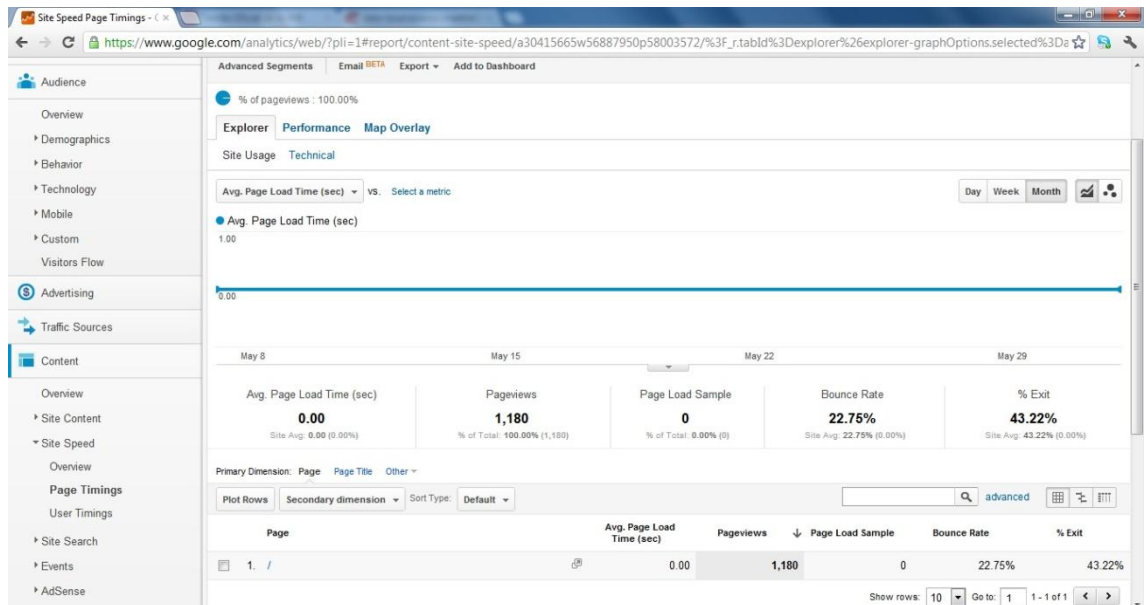 Site Speed Page Timings - G
https://www.google.com/analytics/web/?pli=1#report/content-site-speed/a30415665w56887950p58003572/%3F_r.tabId%3Dexplorer%26explorer-graphOptions.selected%3Da
Advanced Segments Email BETA Export Add to Dashboard
% of pageviews : 100.00%
Explorer Performance Map Overlay
Site Usage Technical
Avg. Page Load Time (sec) VS. Select a metric Day Week Month
Avg. Page Load Time (sec)
1.00
0.00
May 8 May 15 May 22 May 29
Avg. Page Load Time (sec) Pageviews Page Load Sample Bounce Rate % Exit
0.00 1,180 0 22.75% 43.22%
Site Avg: 0.00 (0.00%) % of Total: 100.00% (1,180) % of Total: 0.00% (0) Site Avg: 22.75% (0.00%) Site Avg: 43.22% (0.00%)
Primary Dimension: Page Page Title Other
Plot Rows Secondary dimension Sort Type: Default advanced
Page Avg. Page Load Time (sec) Pageviews Page Load Sample Bounce Rate % Exit
1. / 0.00 1,180 0 22.75% 43.22%
Show rows: 10 Go to: 1 1 - 1 of 1
Audience
Overview
Demographics
Behavior
Technology
Mobile
Custom
Visitors Flow
Advertising
Traffic Sources
Content
Overview
Site Content
Site Speed
Overview
Page Timings
User Timings
Site Search
Events
AdSense